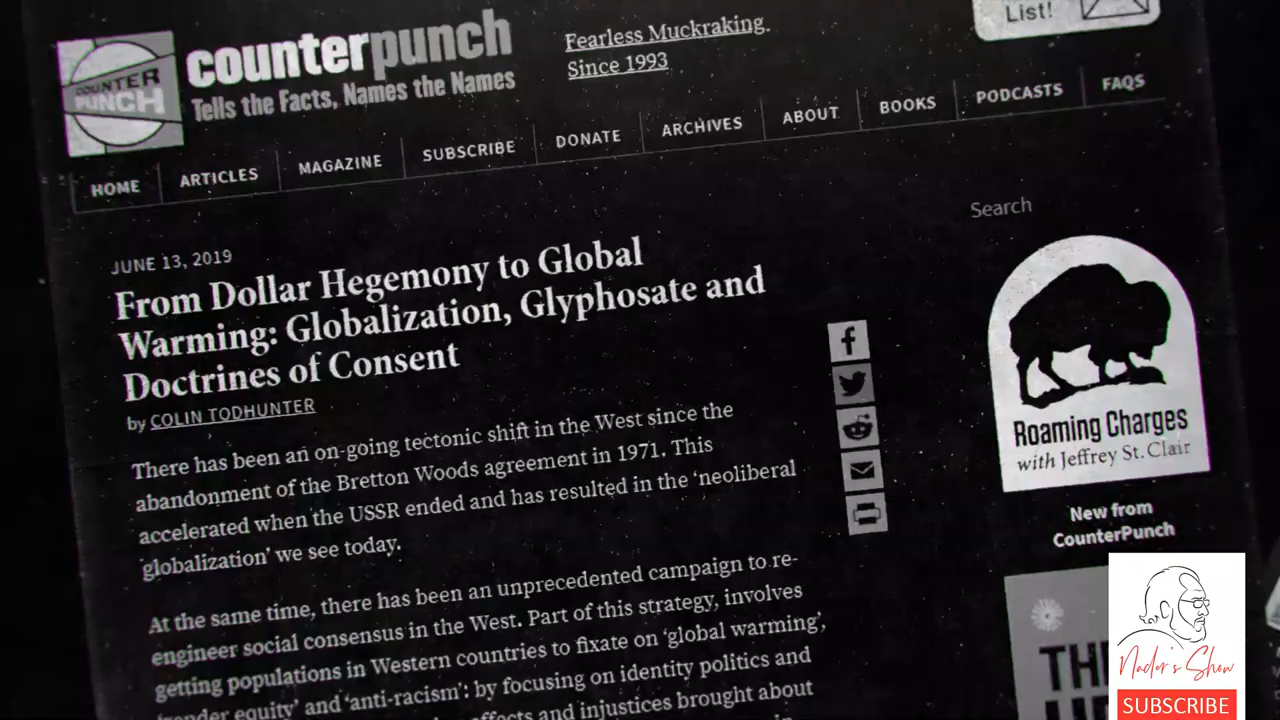 counterpunch
Tells the Facts, Names the Names
COUNTER
PUNCH
Fearless Muckraking.
Since 1993
List!
HOME
ARTICLES
MAGAZINE
SUBSCRIBE
DONATE
ARCHIVES
ABOUT
BOOKS
PODCASTS
FAQS
Search
JUNE 13, 2019
From Dollar Hegemony to Global
Warming: Globalization, Glyphosate and
Doctrines of Consent
by COLIN TODHUNTER
There has been an on-going tectonic shift in the West since the
abandonment of the Bretton Woods agreement in 1971. This
accelerated when the USSR ended and has resulted in the ‘neoliberal
globalization’ we see today.
At the same time, there has been an unprecedented campaign to re-
engineer social consensus in the West. Part of this strategy, involves
getting populations in Western countries to fixate on ‘global warming’,
‘gender equity’ and ‘anti-racism’: by focusing on identity politics and
and injustices brought about
Roaming Charges
with Jeffrey St. Clair
New from
CounterPunch
Nader's Show
SUBSCRIBE